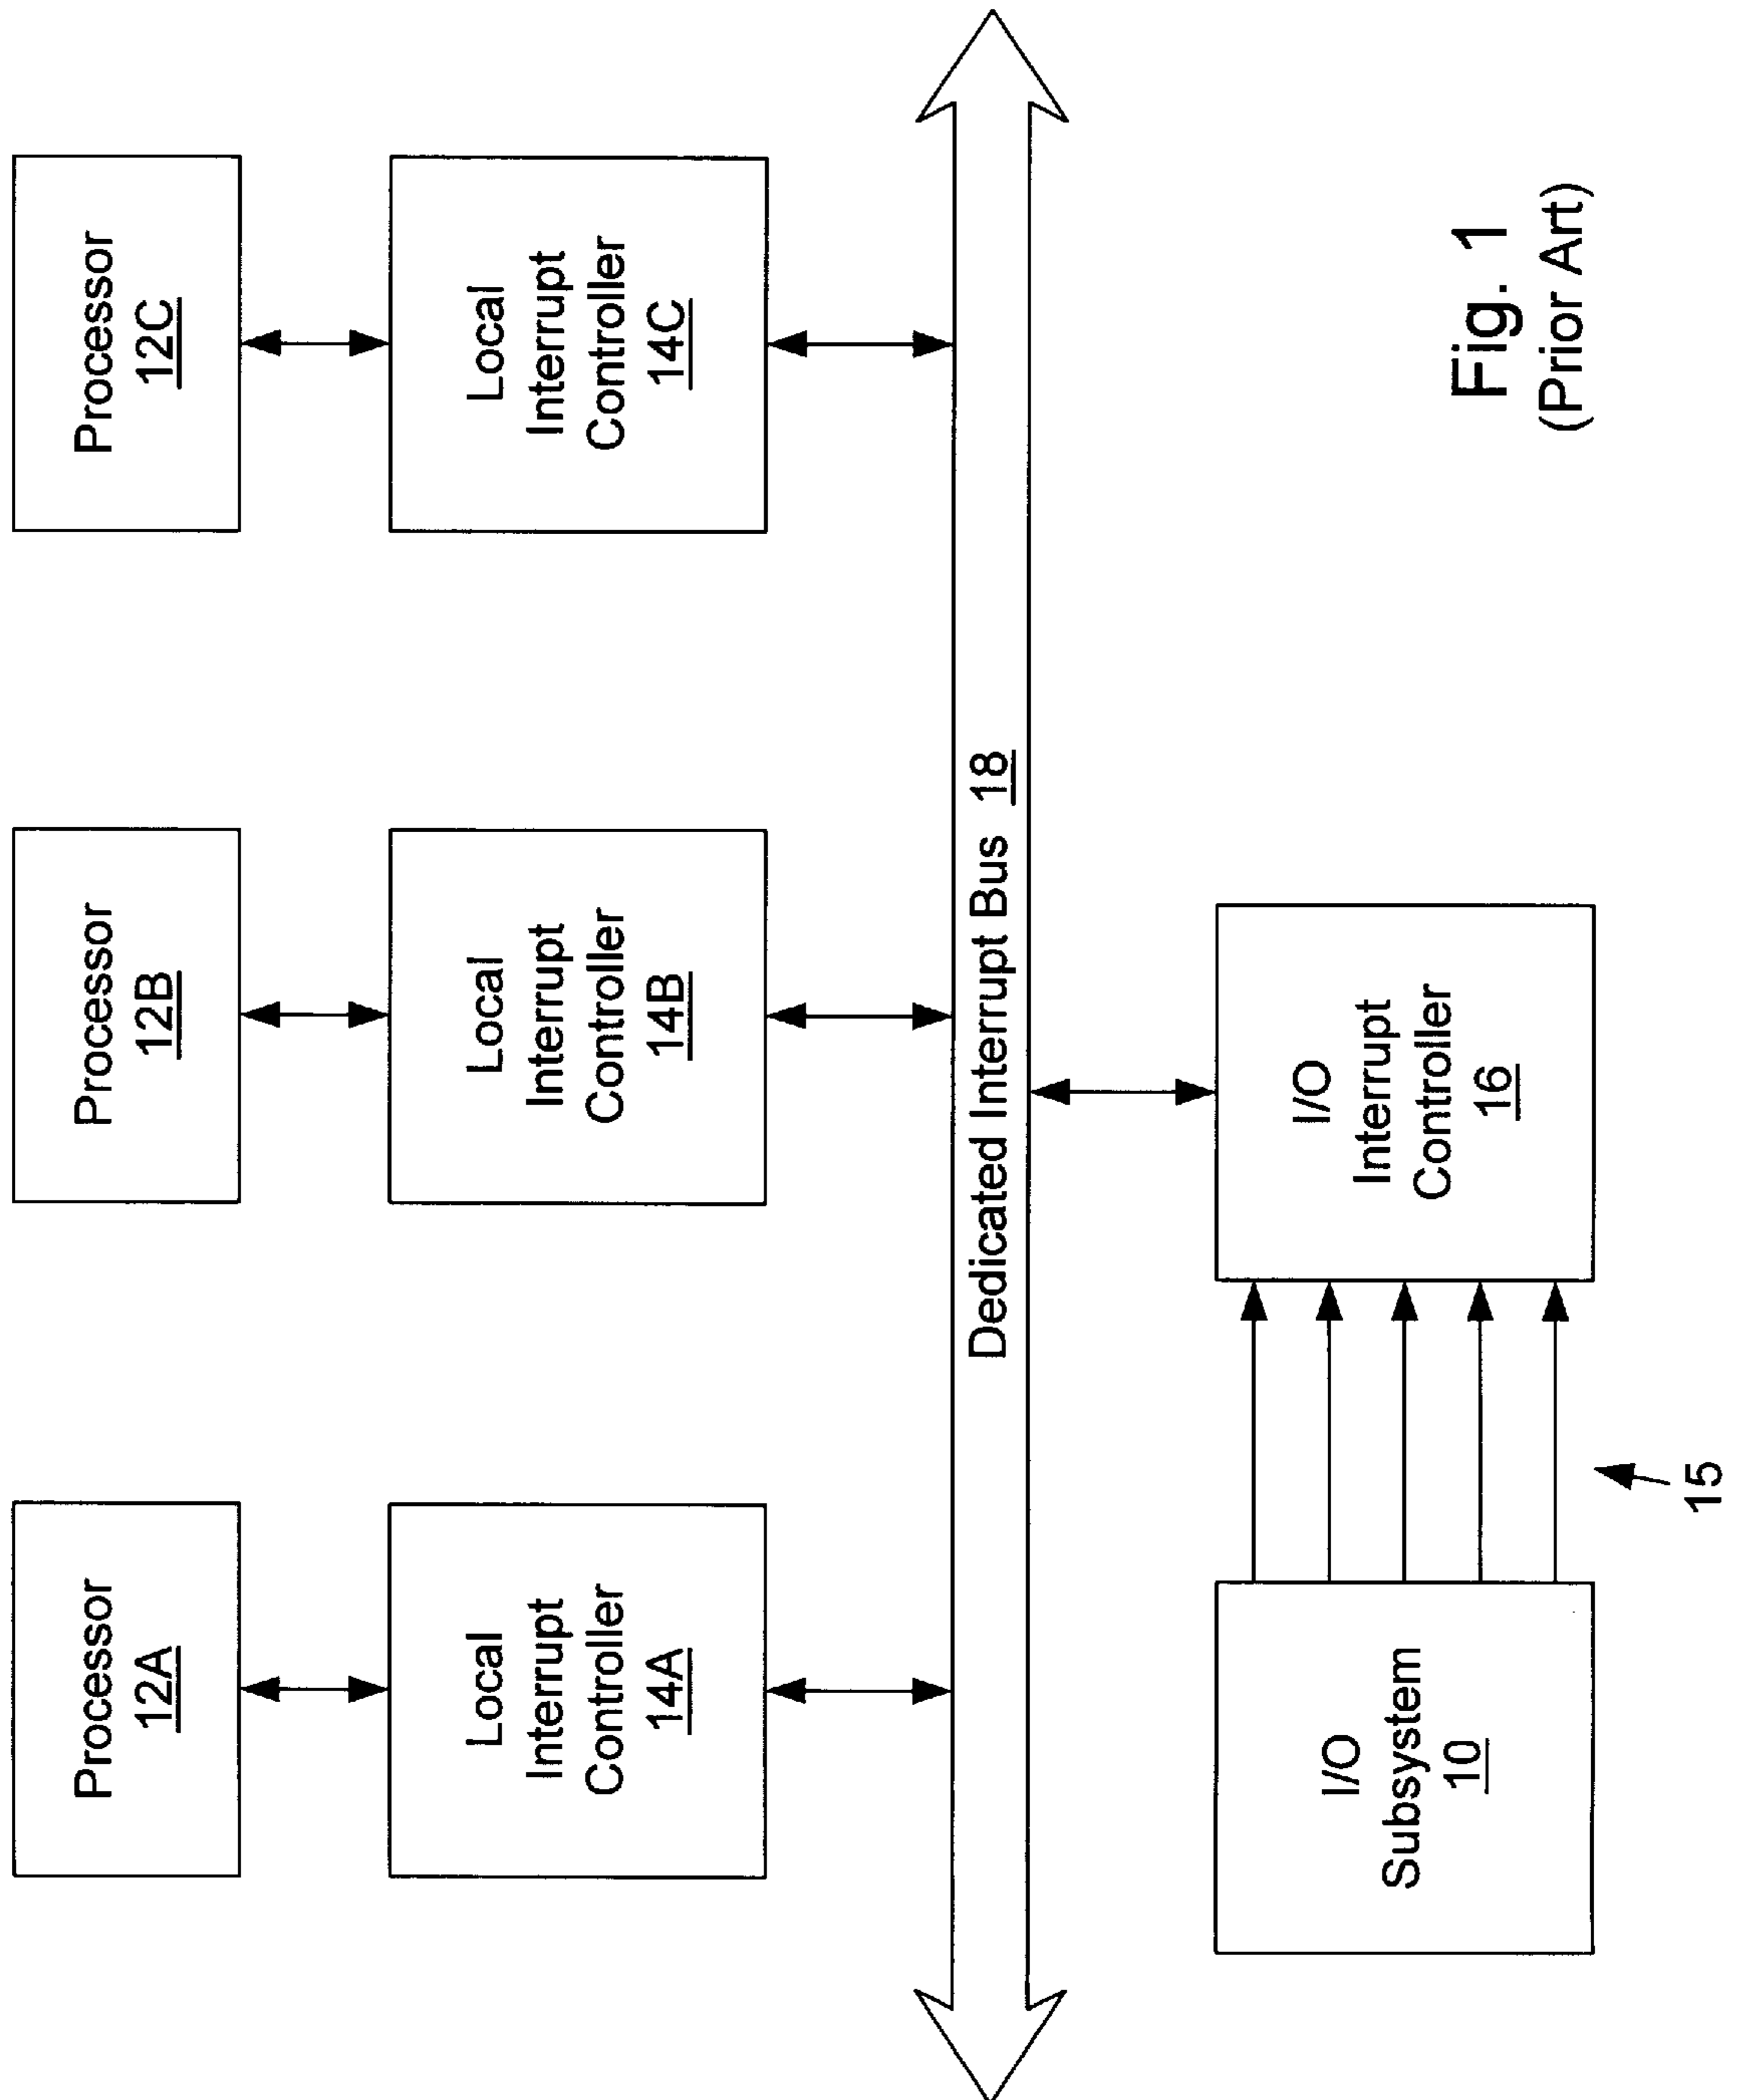 Processor
12A
Processor
12B
Processor
12C
Local
Interrupt
Controller
14A
Local
Interrupt
Controller
14B
Local
Interrupt
Controller
14C
Dedicated Interrupt Bus 18
I/O
Subsystem
10
15
I/O
Interrupt
Controller
16
Fig. 1
(Prior Art)